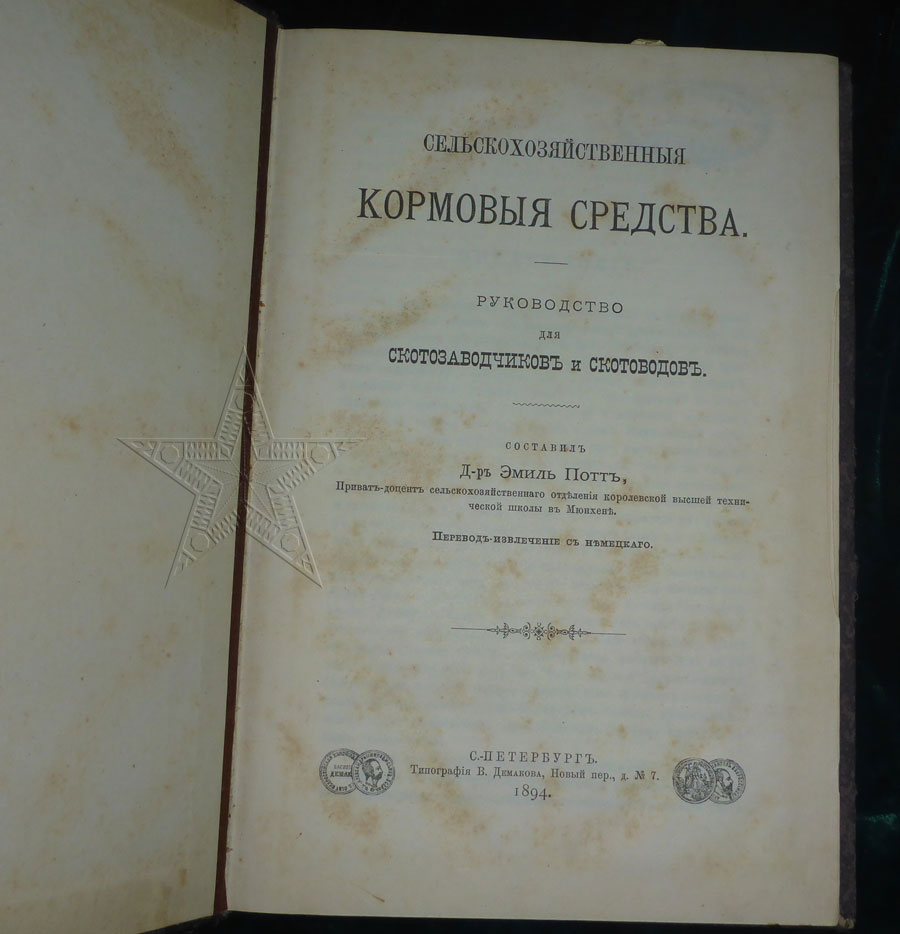 СЕЛЬСКОХОЗЯЙСТВЕННЫЯ
КОРМОВЫЯ СРЕДСТВА.
РУКОВОДСТВО
ДЛЯ
СКОТОЗАВОДЧИКОВЪ и СКОТОВОДОВЪ.
СОСТАВИЛЪ
Д-ръ Эмиль Поттъ,
Приватъ-доцентъ сельскохозяйственнаго отдѣленія королевской высшей техни-
ческой школы въ Мюнхенѣ.
Переводъ-извлеченіе съ нѣмецкаго.
С.-ПЕТЕРБУРГЪ.
Типографія В. Демакова, Новый пер., д. № 7.
1894.